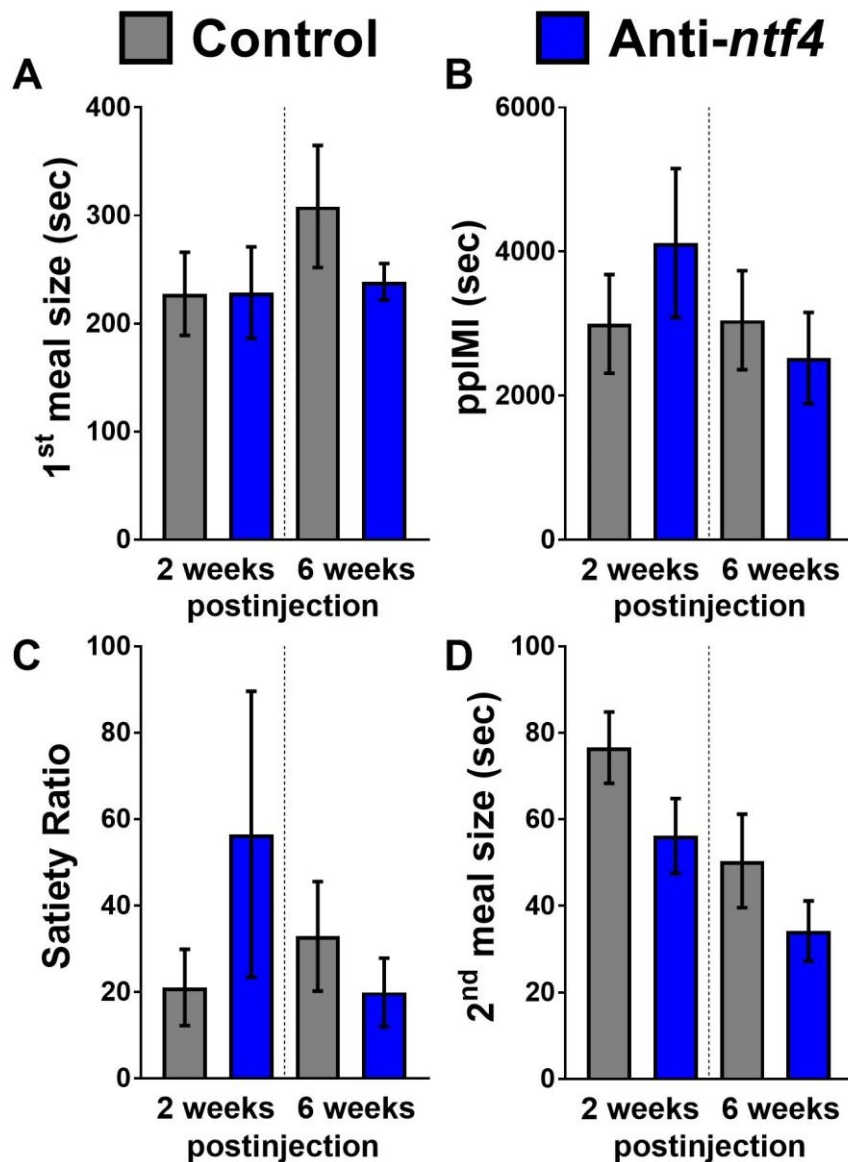 Control Anti-ntf4
A
1st meal size (sec)
400
300
200
100
0
2 weeks 6 weeks
postinjection
B
ppIMI (sec)
6000
4000
2000
0
2 weeks 6 weeks
postinjection
C
Satiety Ratio
100
80
60
40
20
0
2 weeks 6 weeks
postinjection
D
2nd meal size (sec)
100
80
60
40
20
0
2 weeks 6 weeks
postinjection